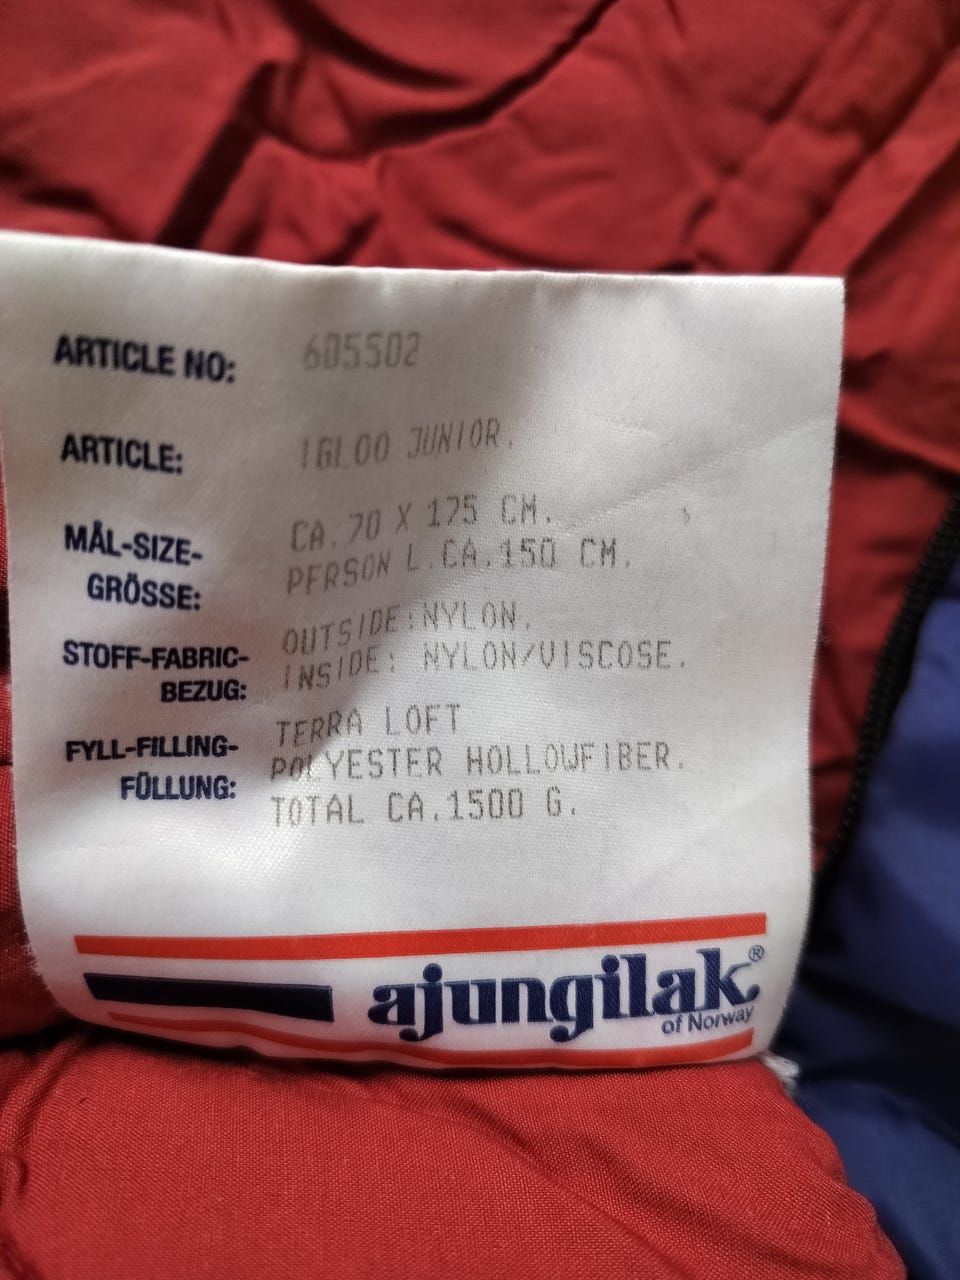 ARTICLE NO: 605502
ARTICLE: IGLOO JUNIOR.
MÅL-SIZE- CA.70 X 175 CM.
GRÖSSE: PERSON L.CA.150 CM.
STOFF-FABRIC- OUTSIDE:NYLON.
BEZUG: INSIDE: NYLON/VISCOSE.
FYLL-FILLING- TERRA LOFT
FÜLLUNG: POLYESTER HOLLOWFIBER.
TOTAL CA.1500 G.
ajungilak®
of Norway